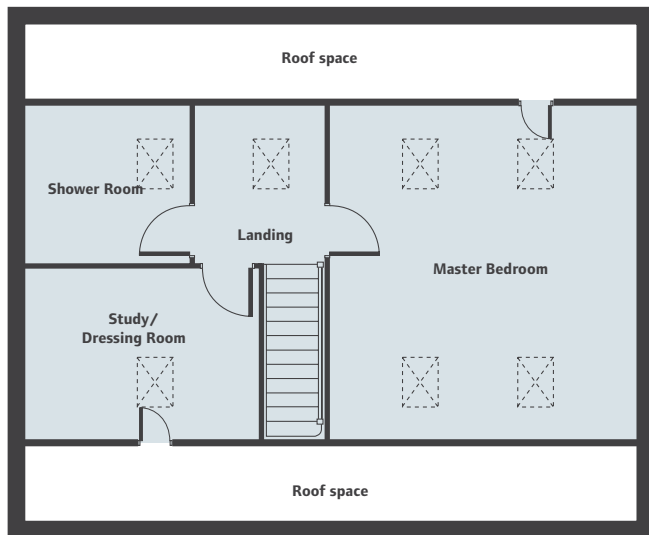 Roof space
Shower Room
Landing
Master Bedroom
Study/
Dressing Room
Roof space